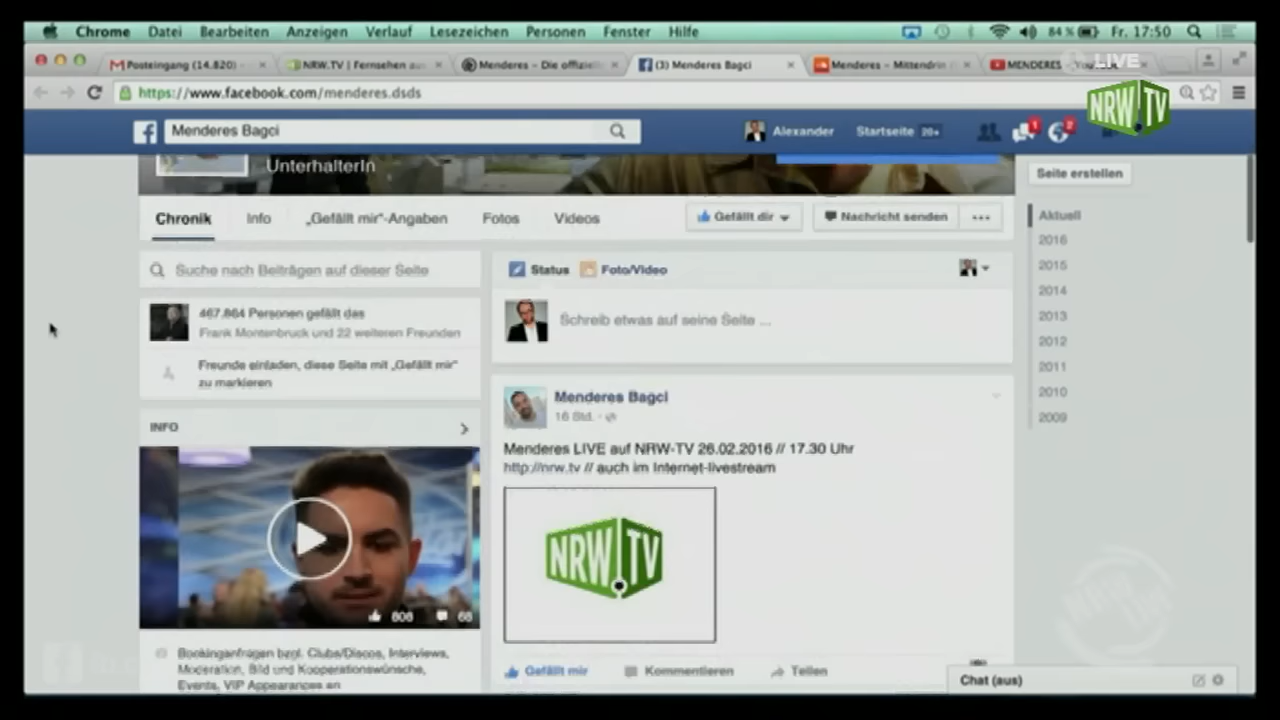 Chrome Datei Bearbeiten Anzeigen Verlauf Lesezeichen Personen Fenster Hilfe 84 % Fr. 17:50
Posteingang (14.820) NRW.TV | Fernsehen aus Menderes – Die offizie (3) Menderes Bagci Menderes – Mittendrin MENDERES
LIVE
https://www.facebook.com/menderes.dsds
NRW.TV
Menderes Bagci Alexander Startseite 20+ 1 2
UnterhalterIn
Seite erstellen
Chronik Info „Gefällt mir“-Angaben Fotos Videos Gefällt dir Nachricht senden ...
Aktuell
2016
2015
2014
2013
2012
2011
2010
2009
Suche nach Beiträgen auf dieser Seite
467.864 Personen gefällt das
Frank Montenbruck und 22 weiteren Freunden
Freunde einladen, diese Seite mit „Gefällt mir“
zu markieren
INFO
606 68
Bookinganfragen bzgl. Clubs/Discos, Interviews,
Moderation, Bild und Kooperationswünsche,
Events, VIP Appearances an
Status Foto/Video
Schreib etwas auf seine Seite ...
Menderes Bagci
16 Std.
Menderes LIVE auf NRW-TV 26.02.2016 // 17.30 Uhr
http://nrw.tv // auch im Internet-livestream
NRW.TV
Gefällt mir Kommentieren Teilen
Chat (aus)